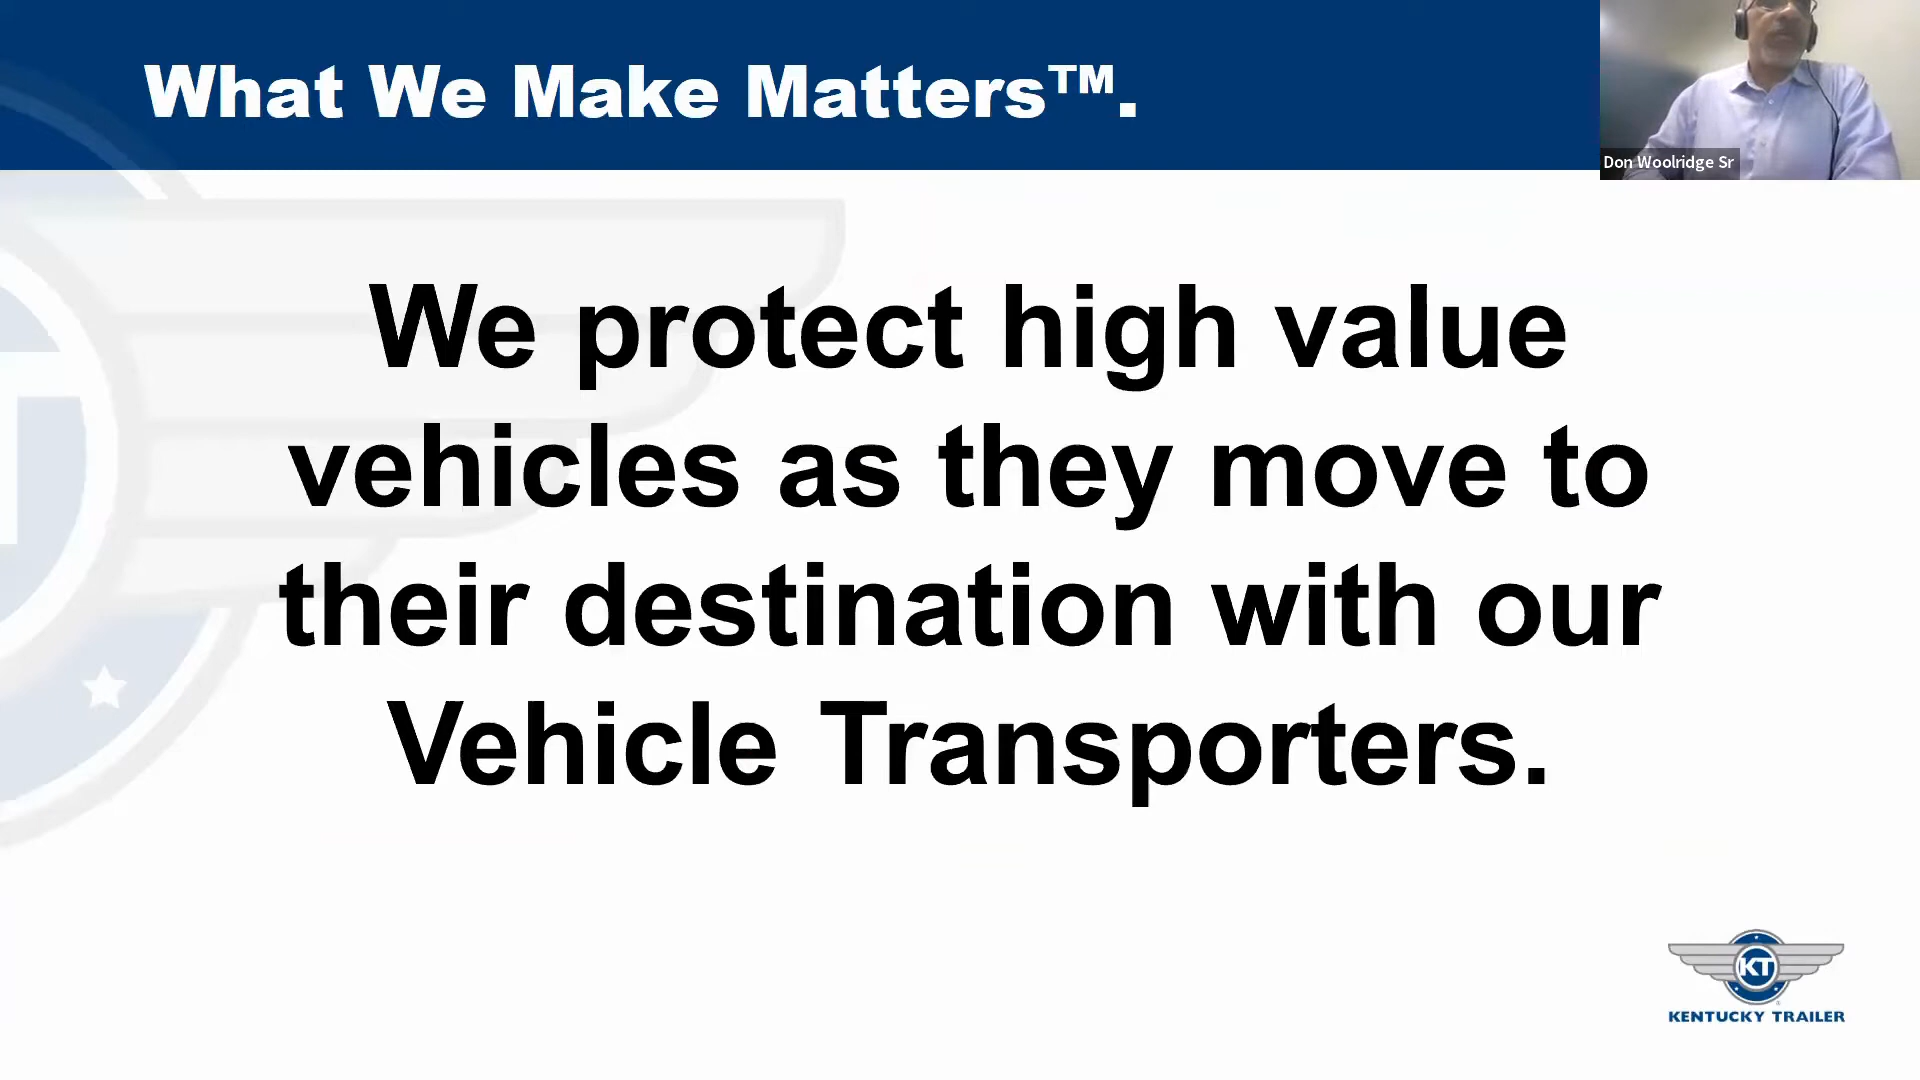 What We Make Matters™.
Don Woolridge Sr
We protect high value
vehicles as they move to
their destination with our
Vehicle Transporters.
KT
KENTUCKY TRAILER